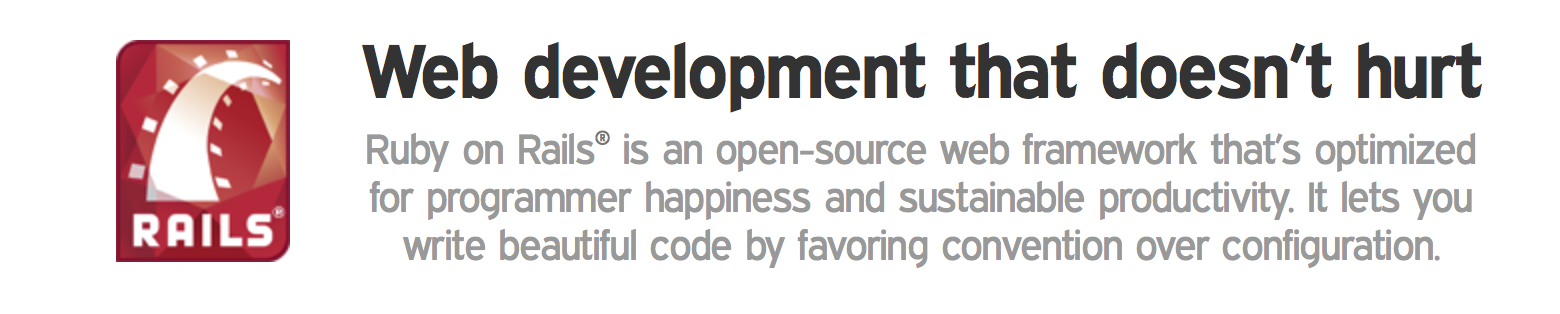 RAILS®
Web development that doesn’t hurt
Ruby on Rails® is an open-source web framework that’s optimized
for programmer happiness and sustainable productivity. It lets you
write beautiful code by favoring convention over configuration.